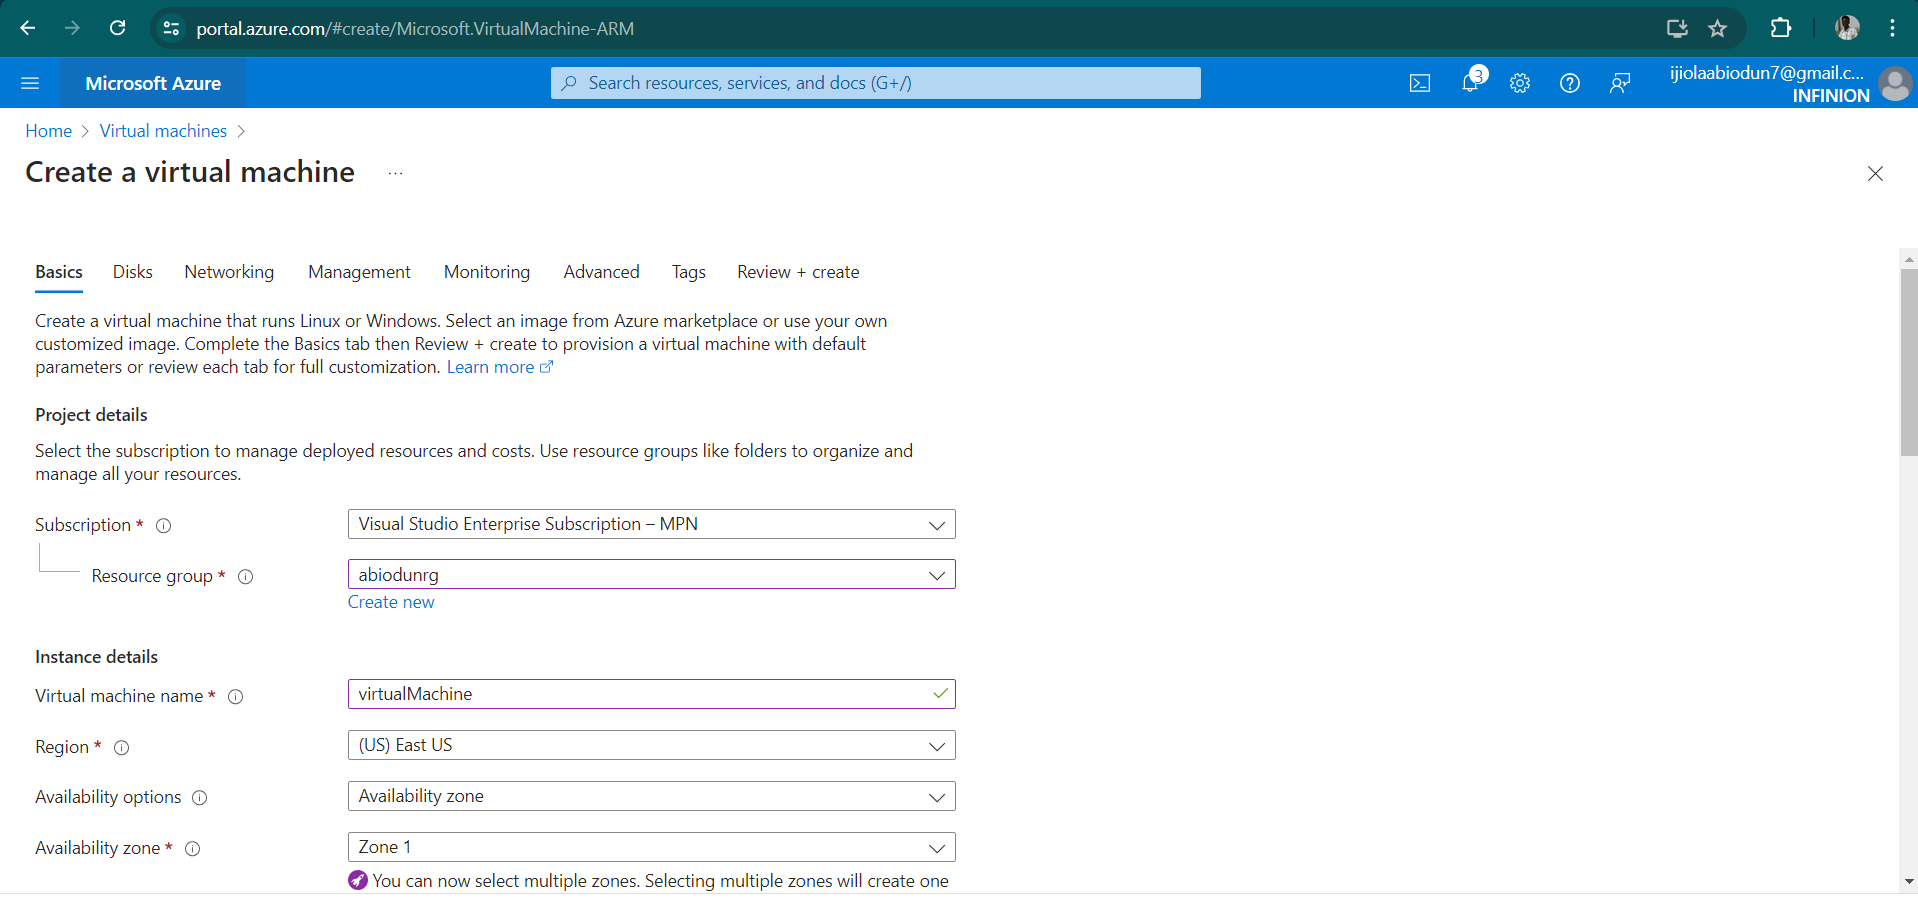 portal.azure.com/#create/Microsoft.VirtualMachine-ARM
Microsoft Azure
Search resources, services, and docs (G+/)
3
ijiolaabiodun7@gmail.c...
INFINION
Home > Virtual machines >
Create a virtual machine ...
Basics Disks Networking Management Monitoring Advanced Tags Review + create
Create a virtual machine that runs Linux or Windows. Select an image from Azure marketplace or use your own
customized image. Complete the Basics tab then Review + create to provision a virtual machine with default
parameters or review each tab for full customization. Learn more
Project details
Select the subscription to manage deployed resources and costs. Use resource groups like folders to organize and
manage all your resources.
Subscription * Visual Studio Enterprise Subscription – MPN
Resource group * abiodunrg
Create new
Instance details
Virtual machine name * virtualMachine
Region * (US) East US
Availability options Availability zone
Availability zone * Zone 1
You can now select multiple zones. Selecting multiple zones will create one